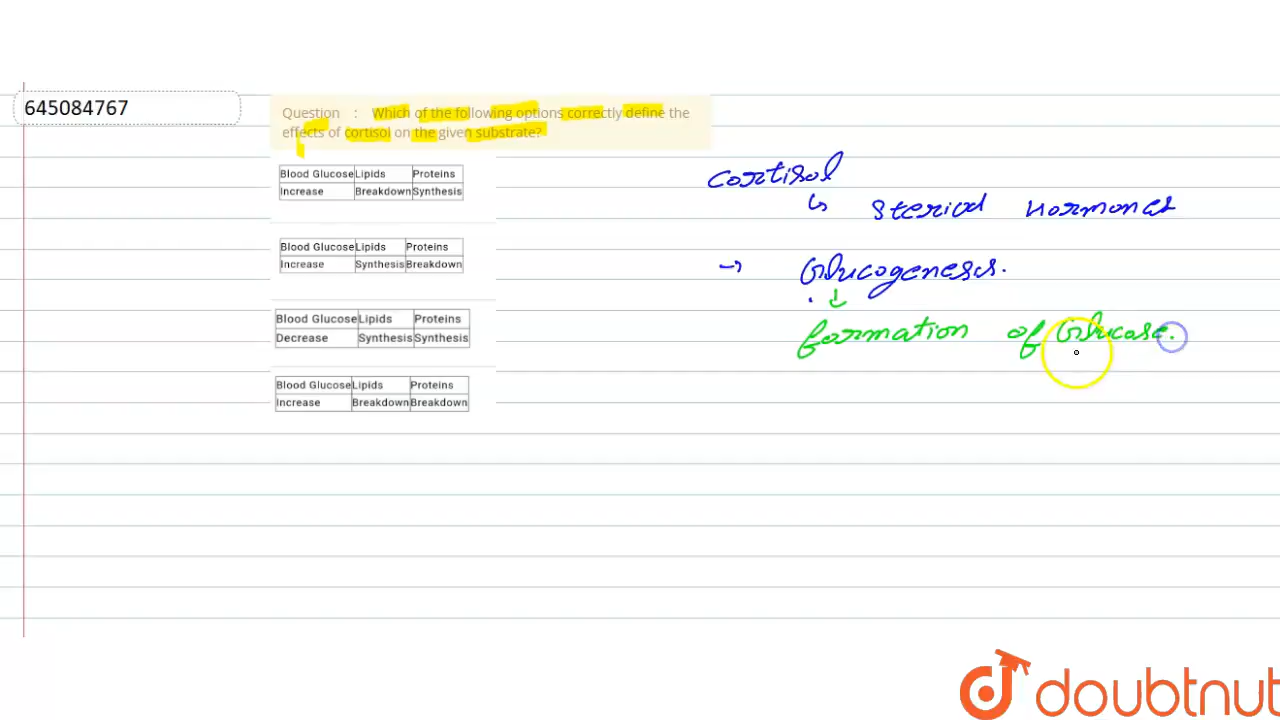 645084767
Question : Which of the following options correctly define the
effects of cortisol on the given substrate?
Blood Glucose Lipids Proteins
Increase Breakdown Synthesis
Blood Glucose Lipids Proteins
Increase Synthesis Breakdown
Blood Glucose Lipids Proteins
Decrease Synthesis Synthesis
Blood Glucose Lipids Proteins
Increase Breakdown Breakdown
Cortisol
↳ Steriod Hormones
→ Glucogenesis.
↓
formation of Glucose.
doubtnut